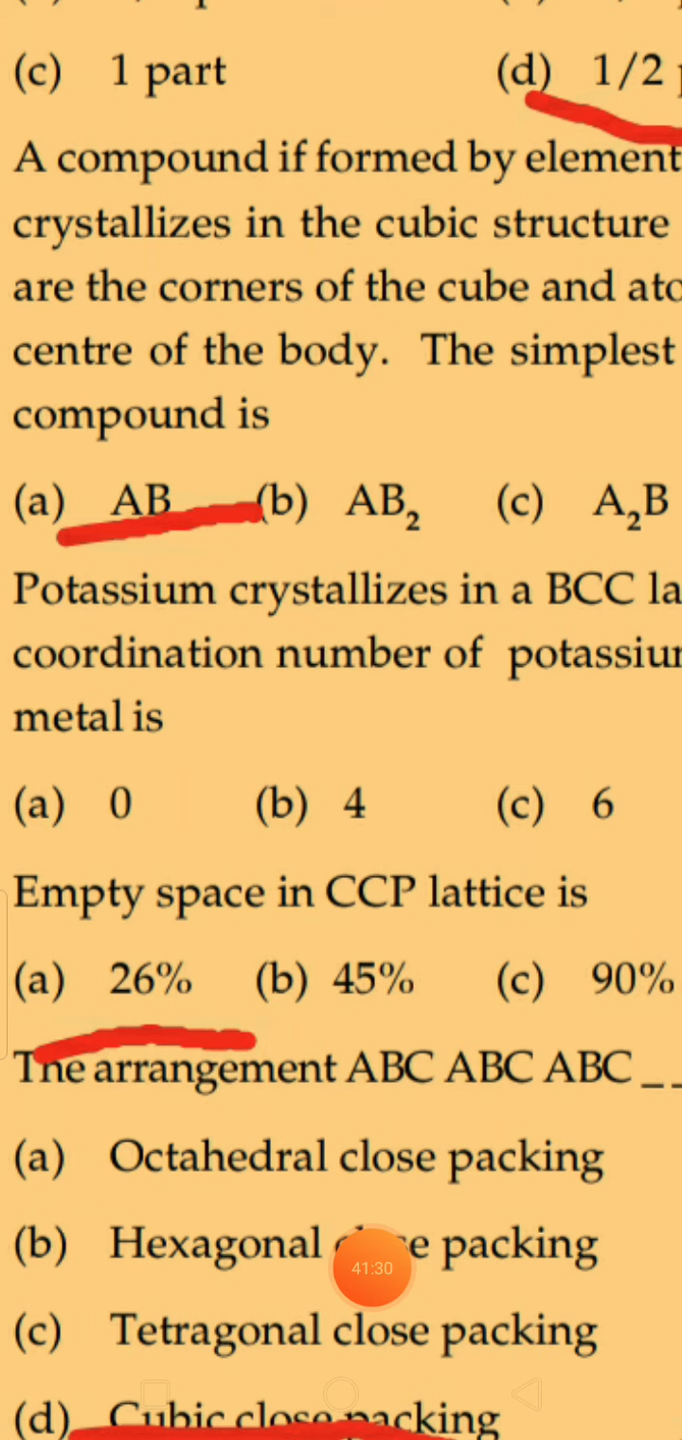 (c) 1 part (d) 1/2
A compound if formed by element
crystallizes in the cubic structure
are the corners of the cube and ato
centre of the body. The simplest
compound is
(a) AB (b) AB₂ (c) A₂B
Potassium crystallizes in a BCC la
coordination number of potassiu
metal is
(a) 0 (b) 4 (c) 6
Empty space in CCP lattice is
(a) 26% (b) 45% (c) 90%
The arrangement ABC ABC ABC _ _
(a) Octahedral close packing
(b) Hexagonal close packing
41:30
(c) Tetragonal close packing
(d) Cubic close packing